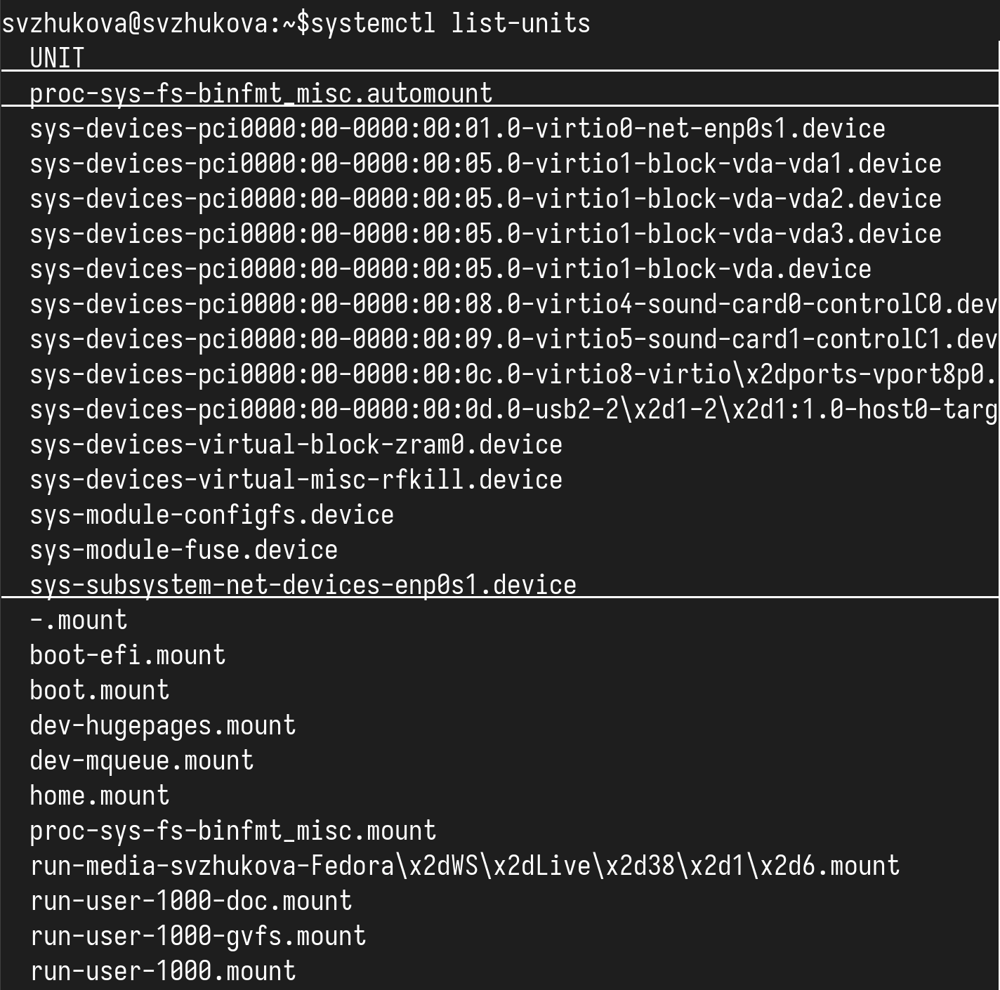 svzhukova@svzhukova:~$systemctl list-units
UNIT
proc-sys-fs-binfmt_misc.automount
sys-devices-pci0000:00-0000:00:01.0-virtio0-net-enp0s1.device
sys-devices-pci0000:00-0000:00:05.0-virtio1-block-vda-vda1.device
sys-devices-pci0000:00-0000:00:05.0-virtio1-block-vda-vda2.device
sys-devices-pci0000:00-0000:00:05.0-virtio1-block-vda-vda3.device
sys-devices-pci0000:00-0000:00:05.0-virtio1-block-vda.device
sys-devices-pci0000:00-0000:00:08.0-virtio4-sound-card0-controlC0.dev
sys-devices-pci0000:00-0000:00:09.0-virtio5-sound-card1-controlC1.dev
sys-devices-pci0000:00-0000:00:0c.0-virtio8-virtio\x2dports-vport8p0.
sys-devices-pci0000:00-0000:00:0d.0-usb2-2\x2d1-2\x2d1:1.0-host0-targ
sys-devices-virtual-block-zram0.device
sys-devices-virtual-misc-rfkill.device
sys-module-configfs.device
sys-module-fuse.device
sys-subsystem-net-devices-enp0s1.device
-.mount
boot-efi.mount
boot.mount
dev-hugepages.mount
dev-mqueue.mount
home.mount
proc-sys-fs-binfmt_misc.mount
run-media-svzhukova-Fedora\x2dWS\x2dLive\x2d38\x2d1\x2d6.mount
run-user-1000-doc.mount
run-user-1000-gvfs.mount
run-user-1000.mount